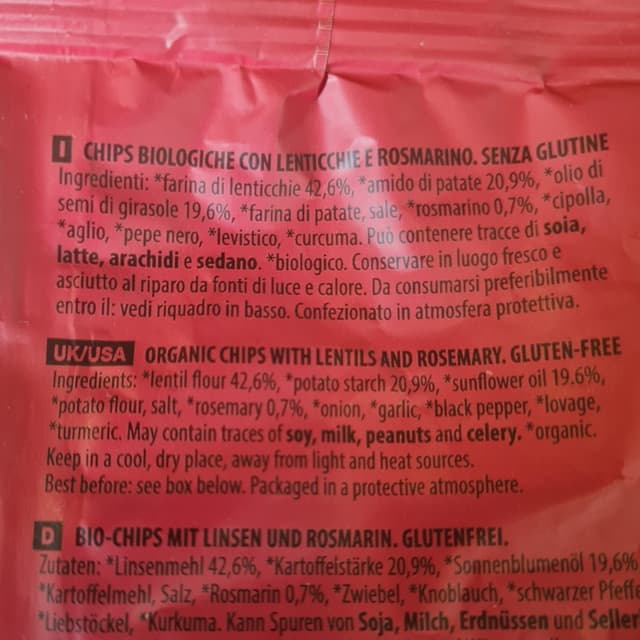 I CHIPS BIOLOGICHE CON LENTICCHIE E ROSMARINO. SENZA GLUTINE
Ingredienti: *farina di lenticchie 42,6%, *amido di patate 20,9%, *olio di
semi di girasole 19,6%, *farina di patate, sale, *rosmarino 0,7%, *cipolla,
*aglio, *pepe nero, *levistico, *curcuma. Può contenere tracce di soia,
latte, arachidi e sedano. *biologico. Conservare in luogo fresco e
asciutto al riparo da fonti di luce e calore. Da consumarsi preferibilmente
entro il: vedi riquadro in basso. Confezionato in atmosfera protettiva.
UK/USA ORGANIC CHIPS WITH LENTILS AND ROSEMARY. GLUTEN-FREE
Ingredients: *lentil flour 42,6%, *potato starch 20,9%, *sunflower oil 19.6%,
*potato flour, salt, *rosemary 0,7%, *onion, *garlic, *black pepper, *lovage,
*turmeric. May contain traces of soy, milk, peanuts and celery. *organic.
Keep in a cool, dry place, away from light and heat sources.
Best before: see box below. Packaged in a protective atmosphere.
D BIO-CHIPS MIT LINSEN UND ROSMARIN. GLUTENFREI.
Zutaten: *Linsenmehl 42,6%, *Kartoffelstärke 20,9%, *Sonnenblumenöl 19,6%
*Kartoffelmehl, Salz, *Rosmarin 0,7%, *Zwiebel, *Knoblauch, *schwarzer Pfeffe
*Liebstöckel, *Kurkuma. Kann Spuren von Soja, Milch, Erdnüssen und Seller